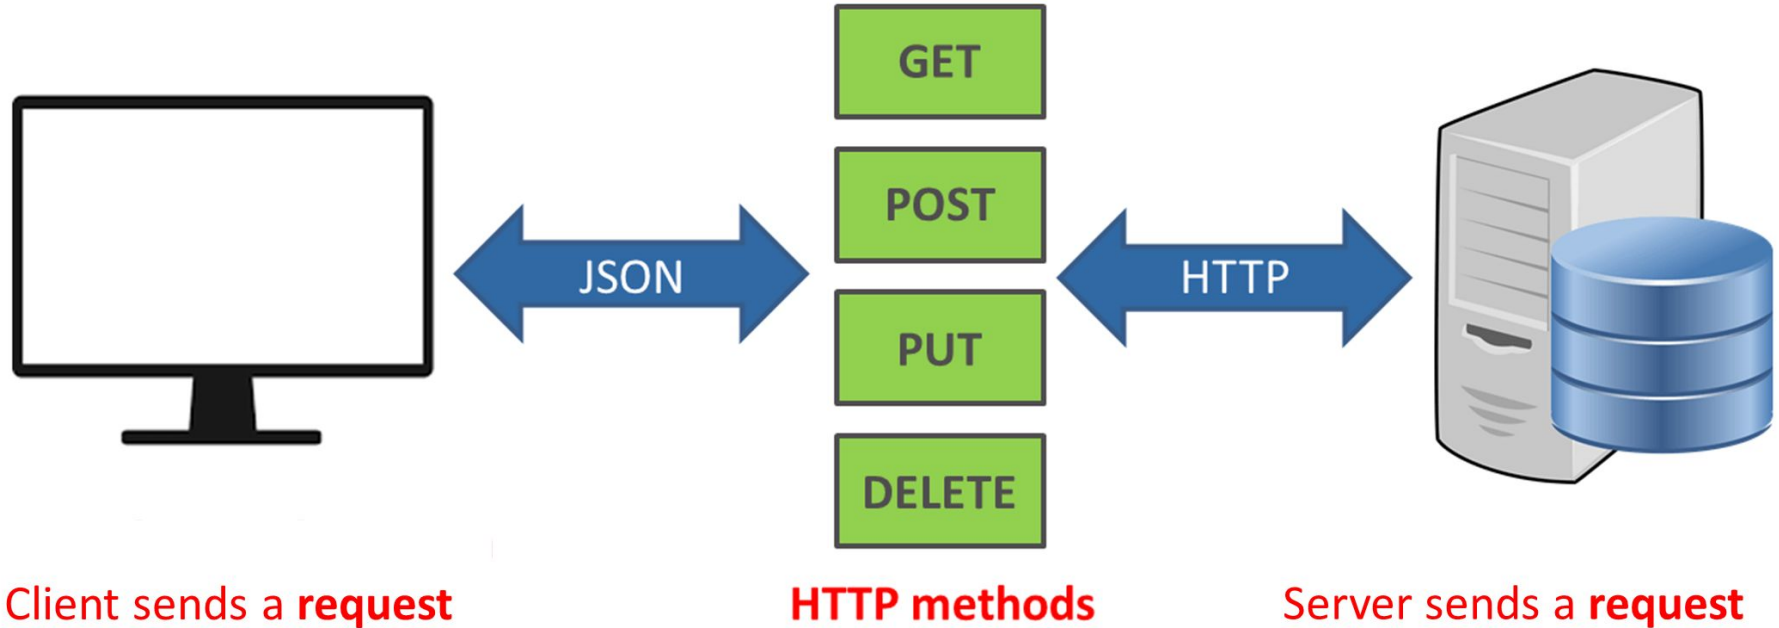 GET
POST
JSON
HTTP
PUT
DELETE
Client sends a request
HTTP methods
Server sends a request